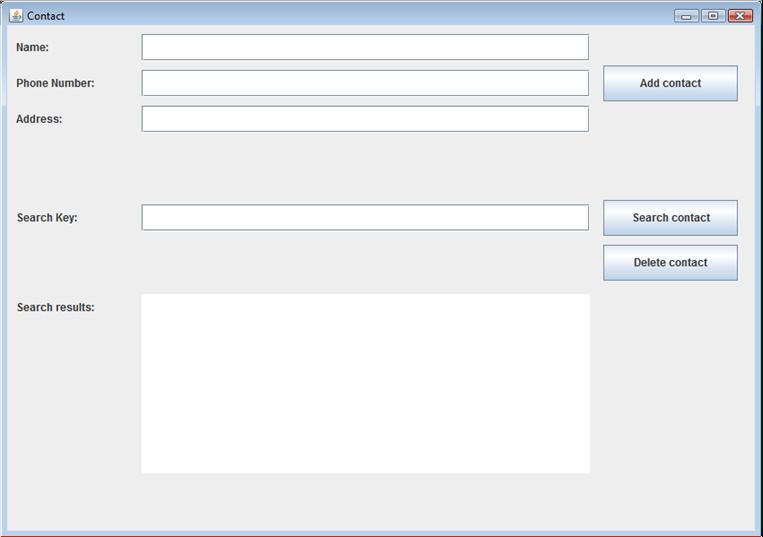 Contact
Name:
Phone Number:
Add contact
Address:
Search Key:
Search contact
Delete contact
Search results: